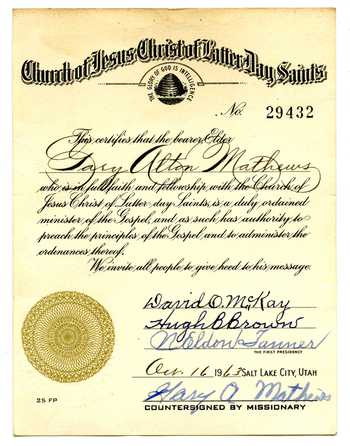 Church of Jesus Christ of Latter Day Saints
THE GLORY OF GOD IS INTELLIGENCE
No. 29432
This certifies that the bearer, Elder
Gary Alton Mathews
who is in full faith and fellowship with the Church of
Jesus Christ of Latter-day Saints, is a duly ordained
minister of the Gospel, and as such has authority to
preach the principles of the Gospel, and to administer the
ordinances thereof.
We invite all people to give heed to his message.
David O. McKay
Hugh B Brown
N Eldon Tanner
THE FIRST PRESIDENCY
Oct 16 1963 SALT LAKE CITY, UTAH
Gary A Mathews
25 FP COUNTERSIGNED BY MISSIONARY